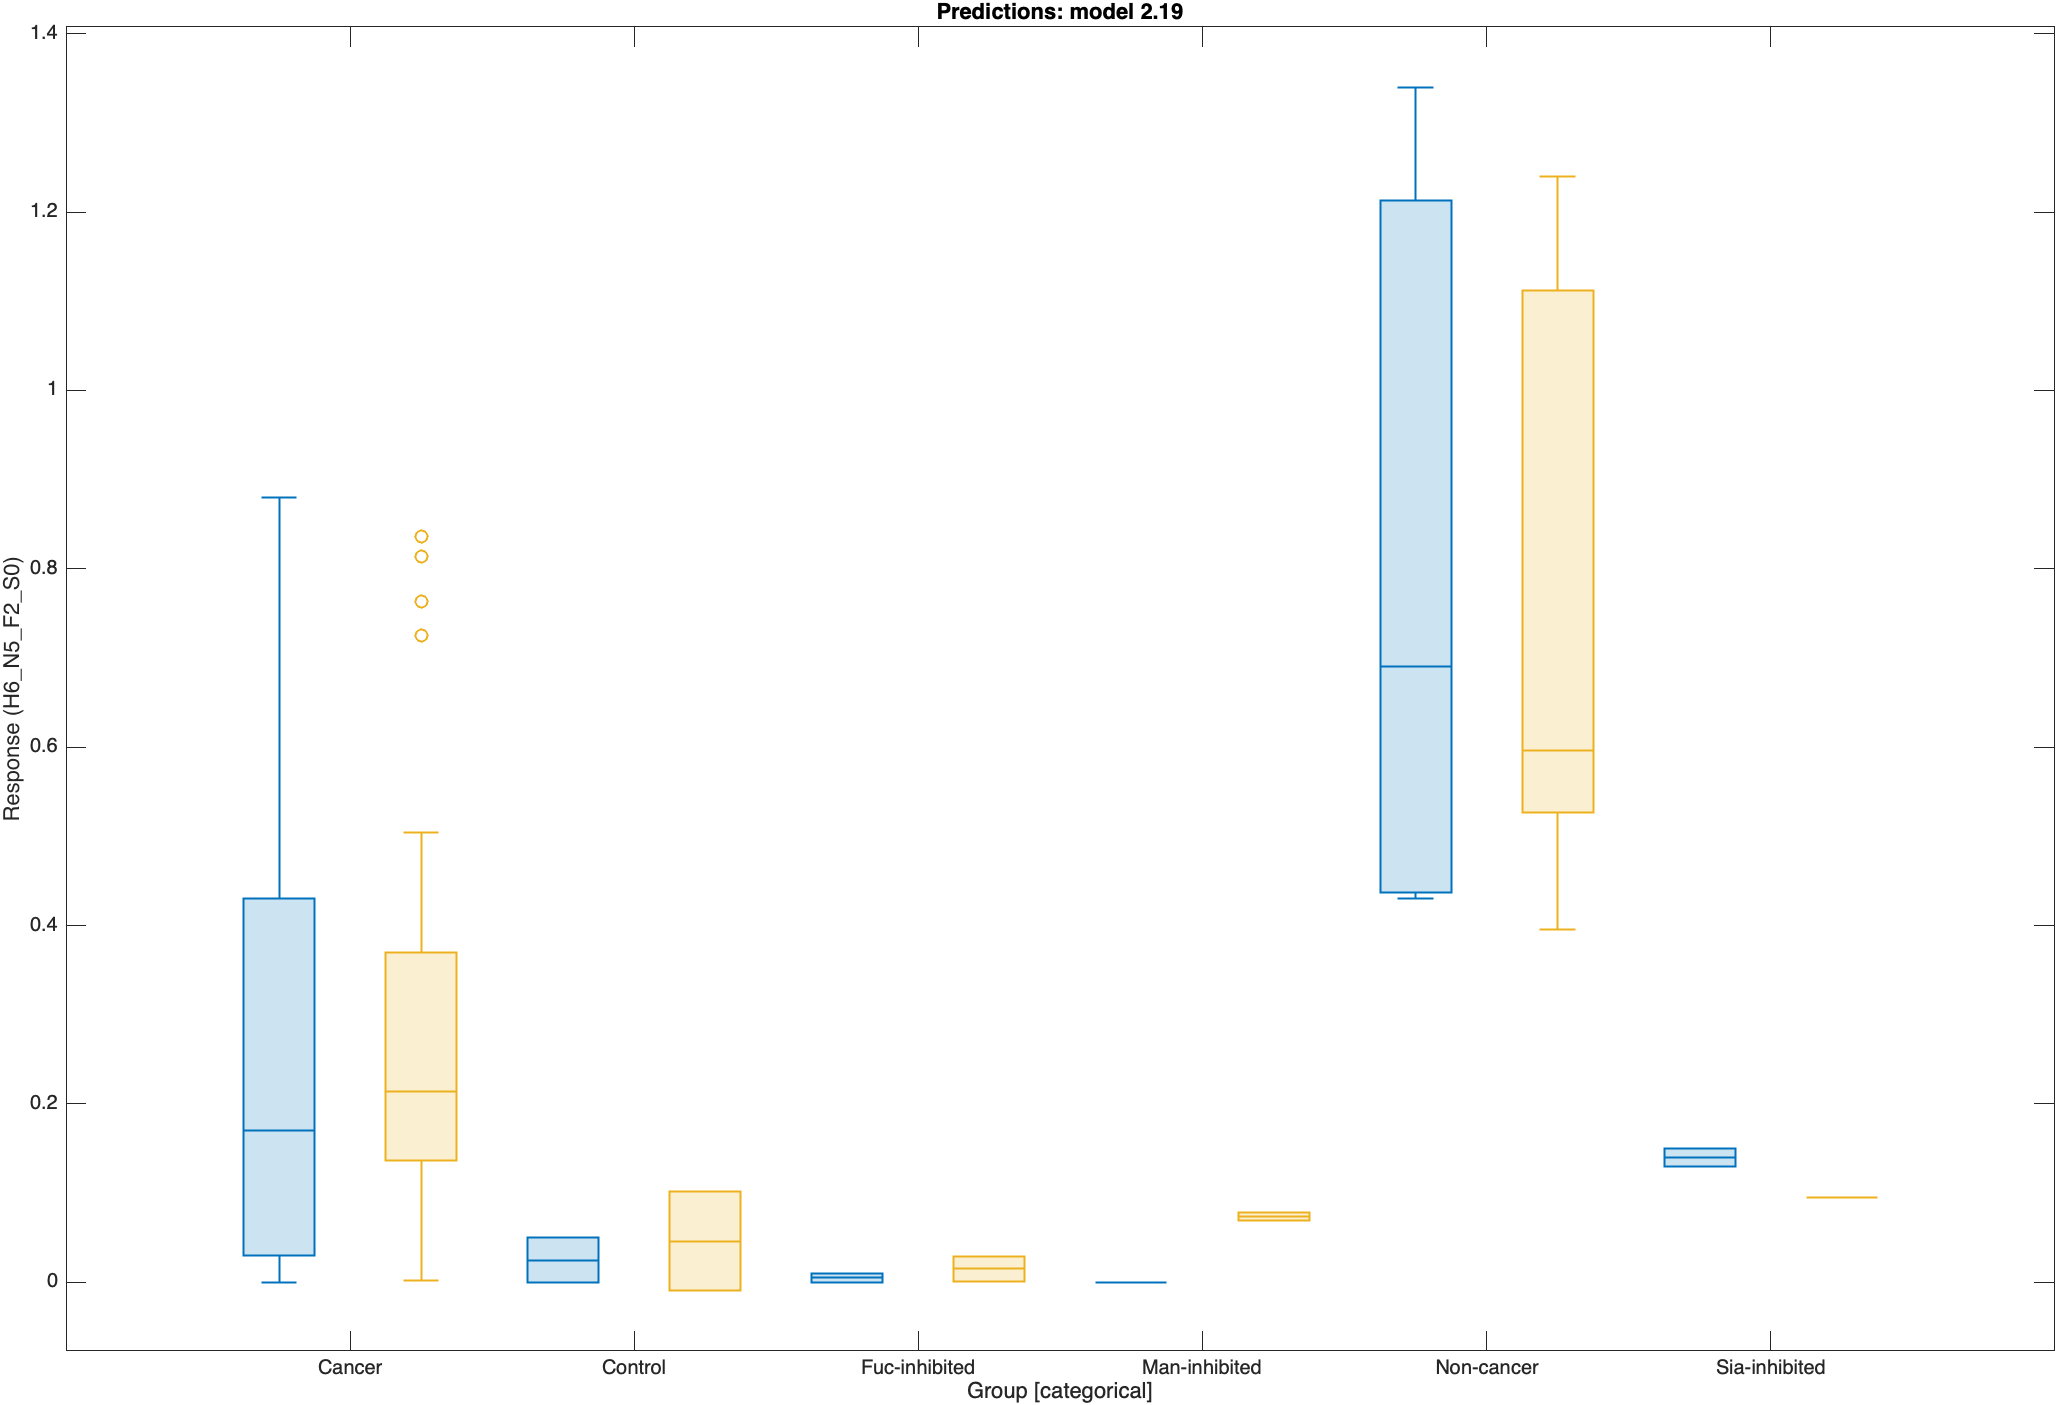 Predictions: model 2.19
1.4
1.2
1
0.8
0.6
0.4
0.2
0
Response (H6_N5_F2_S0)
Cancer Control Fuc-inhibited Man-inhibited Non-cancer Sia-inhibited
Group [categorical]